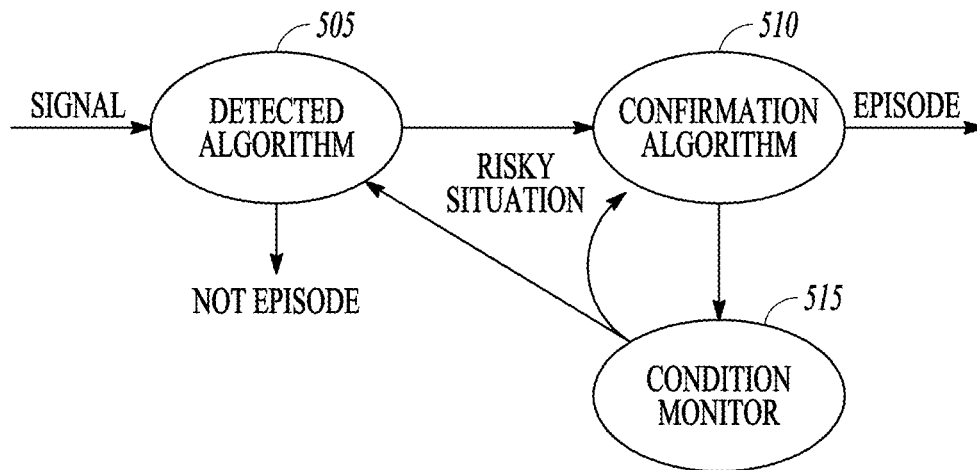 505
510
SIGNAL
DETECTED
ALGORITHM
CONFIRMATION
ALGORITHM
EPISODE
RISKY
SITUATION
NOT EPISODE
515
CONDITION
MONITOR